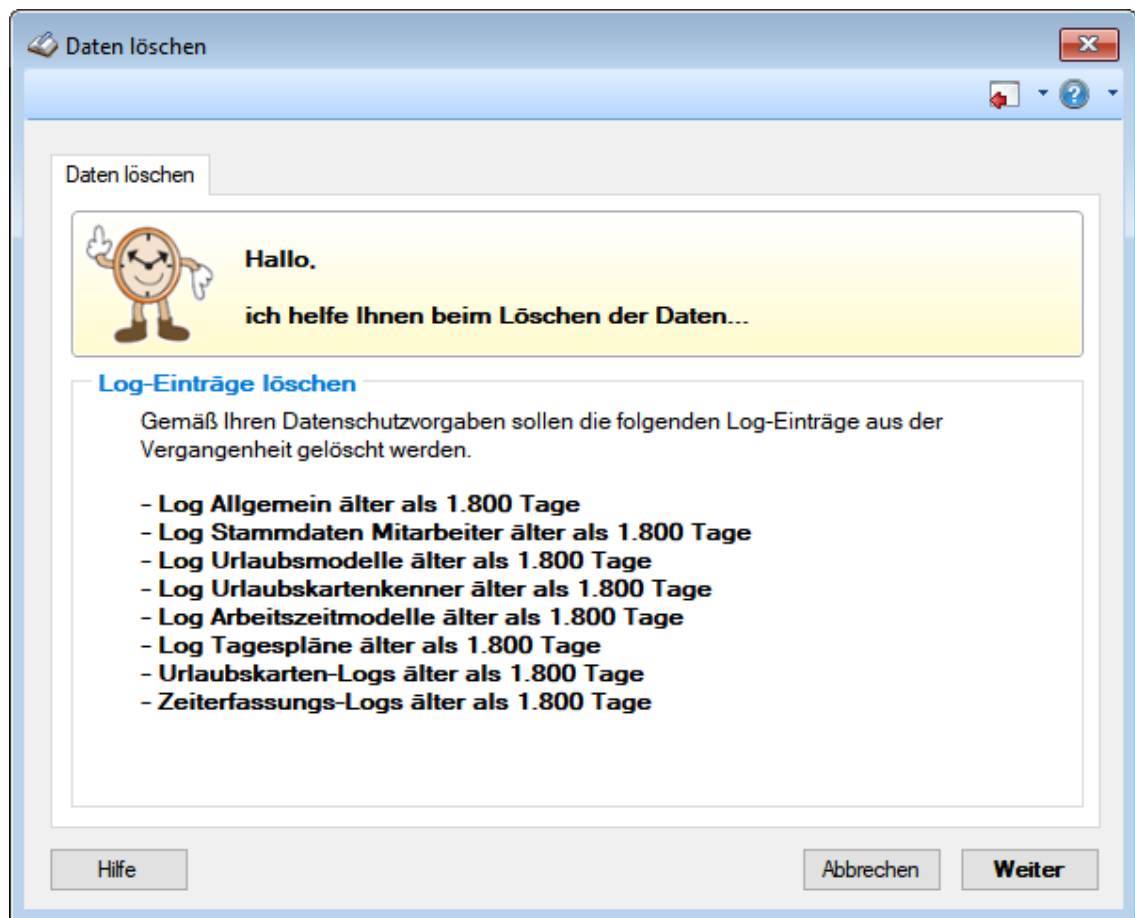 Daten löschen
Daten löschen
Hallo,
ich helfe Ihnen beim Löschen der Daten...
Log-Einträge löschen
Gemäß Ihren Datenschutzvorgaben sollen die folgenden Log-Einträge aus der
Vergangenheit gelöscht werden.
- Log Allgemein älter als 1.800 Tage
- Log Stammdaten Mitarbeiter älter als 1.800 Tage
- Log Urlaubsmodelle älter als 1.800 Tage
- Log Urlaubskartenkenner älter als 1.800 Tage
- Log Arbeitszeitmodelle älter als 1.800 Tage
- Log Tagespläne älter als 1.800 Tage
- Urlaubskarten-Logs älter als 1.800 Tage
- Zeiterfassungs-Logs älter als 1.800 Tage
Hilfe
Abbrechen
Weiter